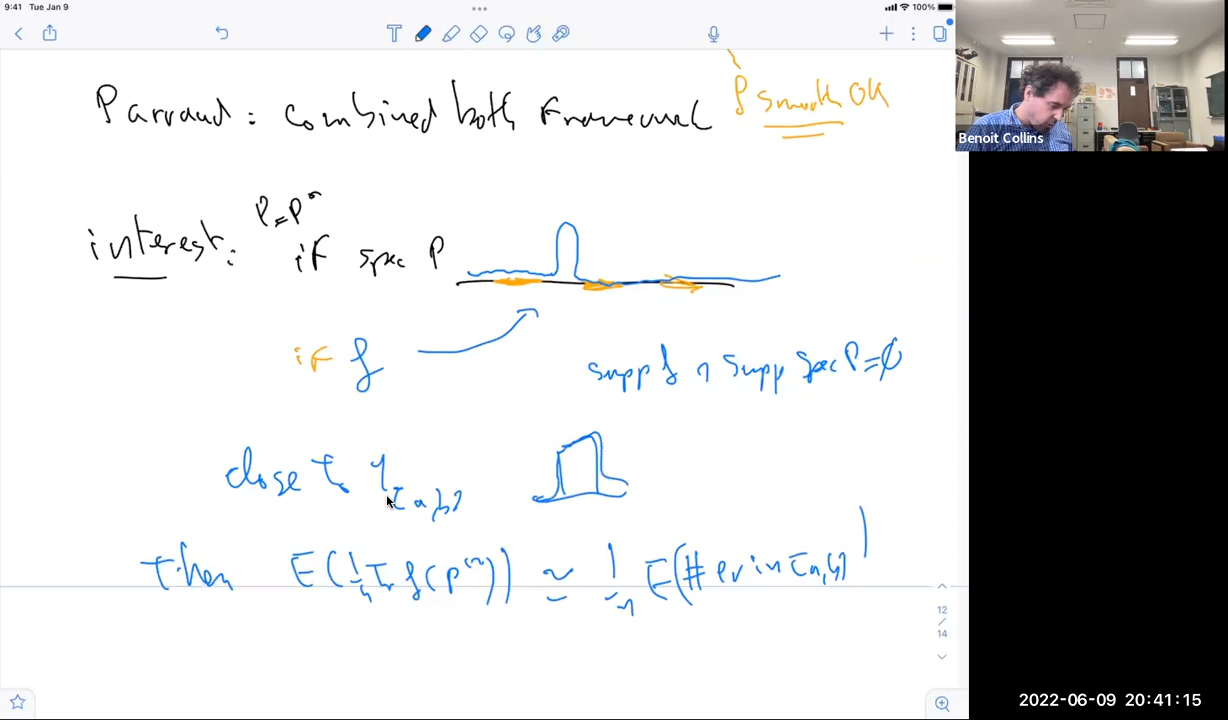 9:41 Tue Jan 9
100%
f smooth OK
Parraud : Combined both Framework
Benoit Collins
interest : P=P*
if spec P
if f
supp f ∩ supp Spec P = ∅
close to 1[a,b]
then E(1/n Tr f(P^(n))) ≃ 1/n E(# ev in [a,b])
12
/
14
2022-06-09 20:41:15